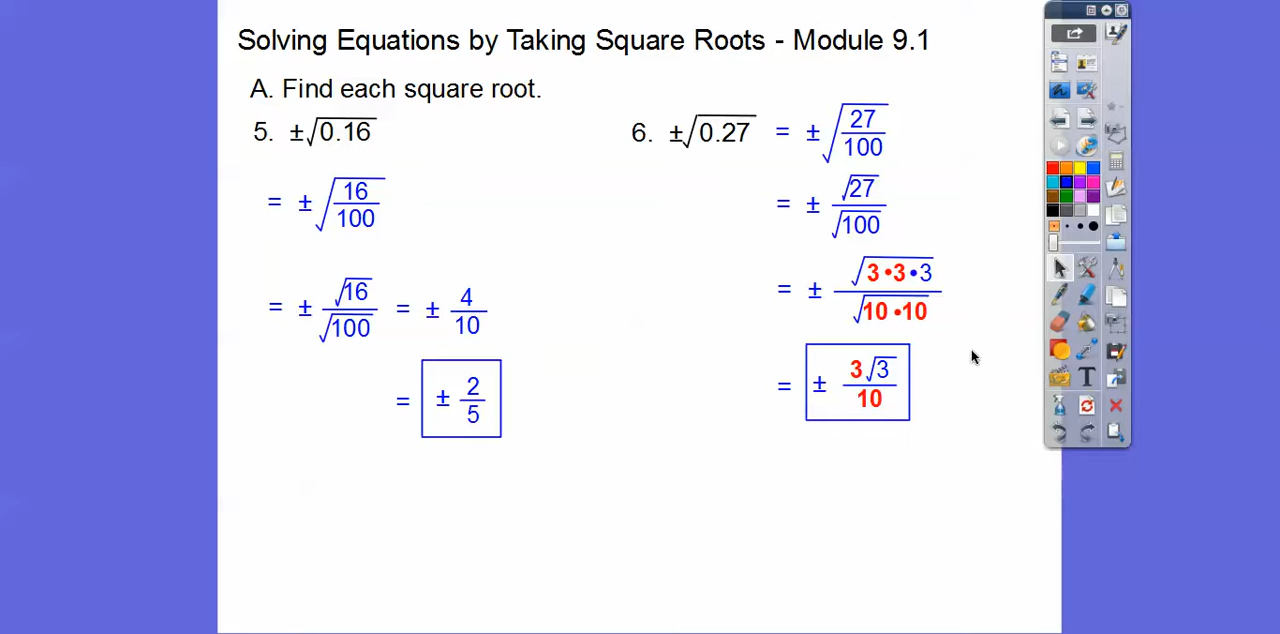 Solving Equations by Taking Square Roots - Module 9.1
A. Find each square root.
5. ±√0.16
= ±√(16/100)
= ± √16/√100 = ± 4/10
= ± 2/5
6. ±√0.27 = ±√(27/100)
= ± √27/√100
= ± √(3•3•3)/√(10•10)
= ± 3√3/10
T